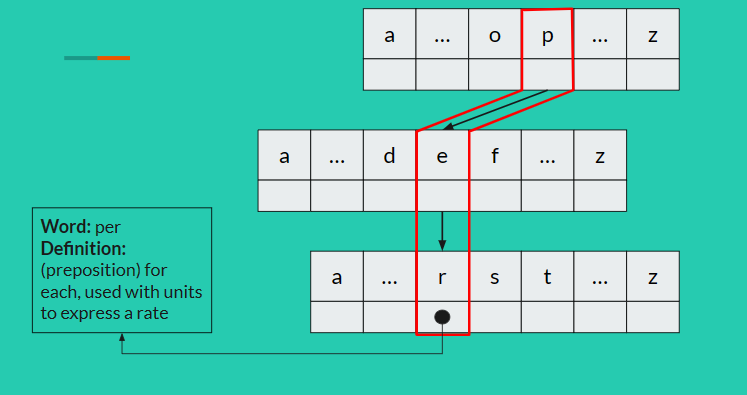 a ... o p ... z
a ... d e f ... z
a ... r s t ... z
Word: per
Definition:
(preposition) for
each, used with units
to express a rate